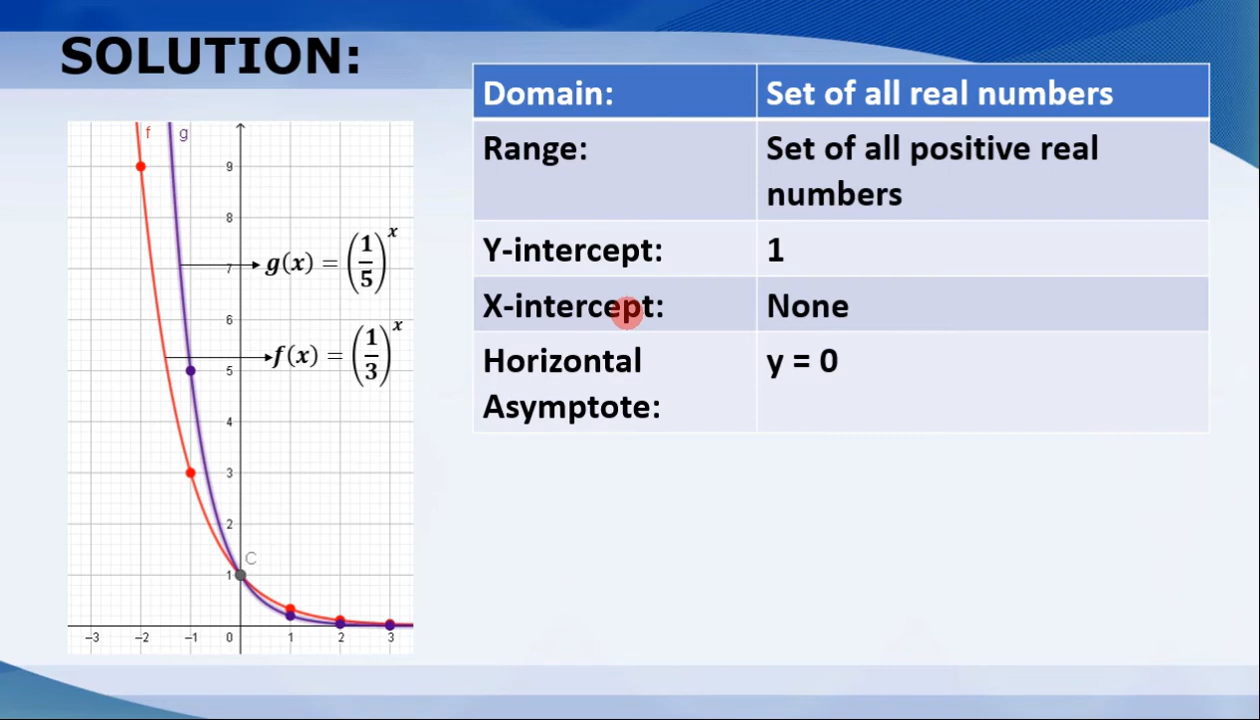 SOLUTION:
Domain: Set of all real numbers
Range: Set of all positive real
numbers
Y-intercept: 1
X-intercept: None
Horizontal y = 0
Asymptote:
f g
9
8
7
6
5
4
3
2
1
C
g(x) = (1/5)^x
f(x) = (1/3)^x
−3 −2 −1 0 1 2 3